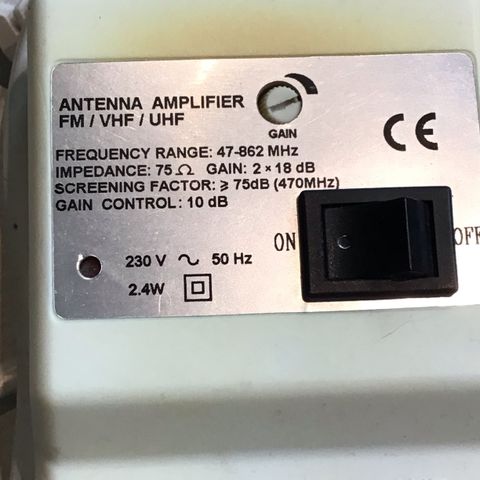 ANTENNA AMPLIFIER
FM / VHF / UHF
GAIN
CE
FREQUENCY RANGE: 47-862 MHz
IMPEDANCE: 75 Ω GAIN: 2 × 18 dB
SCREENING FACTOR: ≥ 75dB (470MHz)
GAIN CONTROL: 10 dB
ON
OFF
230 V ~ 50 Hz
2.4W